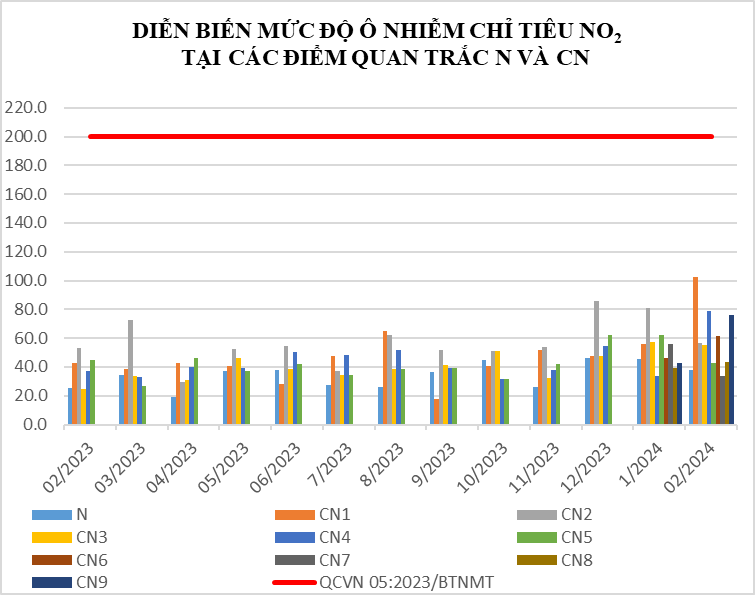 DIỄN BIẾN MỨC ĐỘ Ô NHIỄM CHỈ TIÊU NO₂
TẠI CÁC ĐIỂM QUAN TRẮC N VÀ CN
220.0
200.0
180.0
160.0
140.0
120.0
100.0
80.0
60.0
40.0
20.0
0.0
02/2023 03/2023 04/2023 05/2023 06/2023 7/2023 8/2023 9/2023 10/2023 11/2023 12/2023 1/2024 02/2024
N CN1 CN2
CN3 CN4 CN5
CN6 CN7 CN8
CN9 QCVN 05:2023/BTNMT